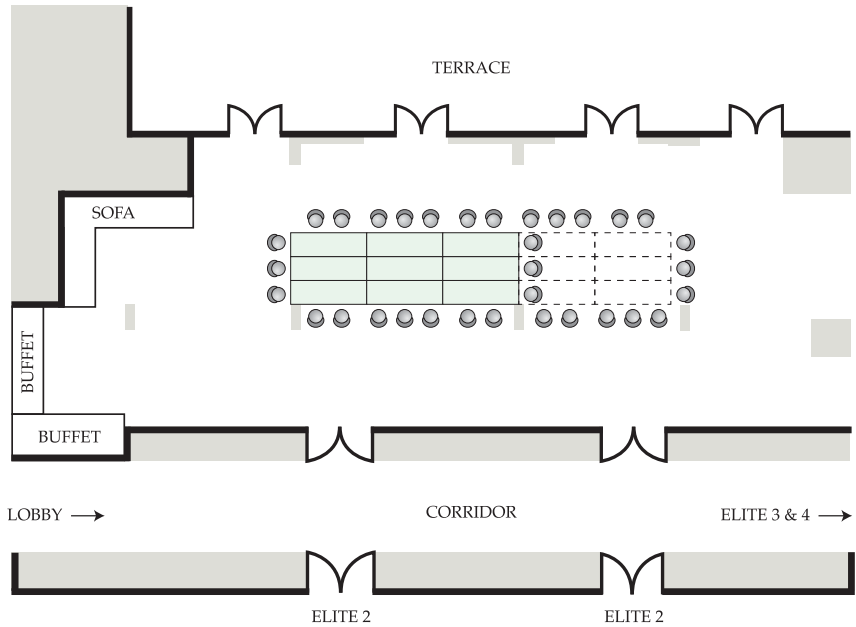 TERRACE
SOFA
BUFFET
BUFFET
LOBBY
CORRIDOR
ELITE 3 & 4
ELITE 2
ELITE 2